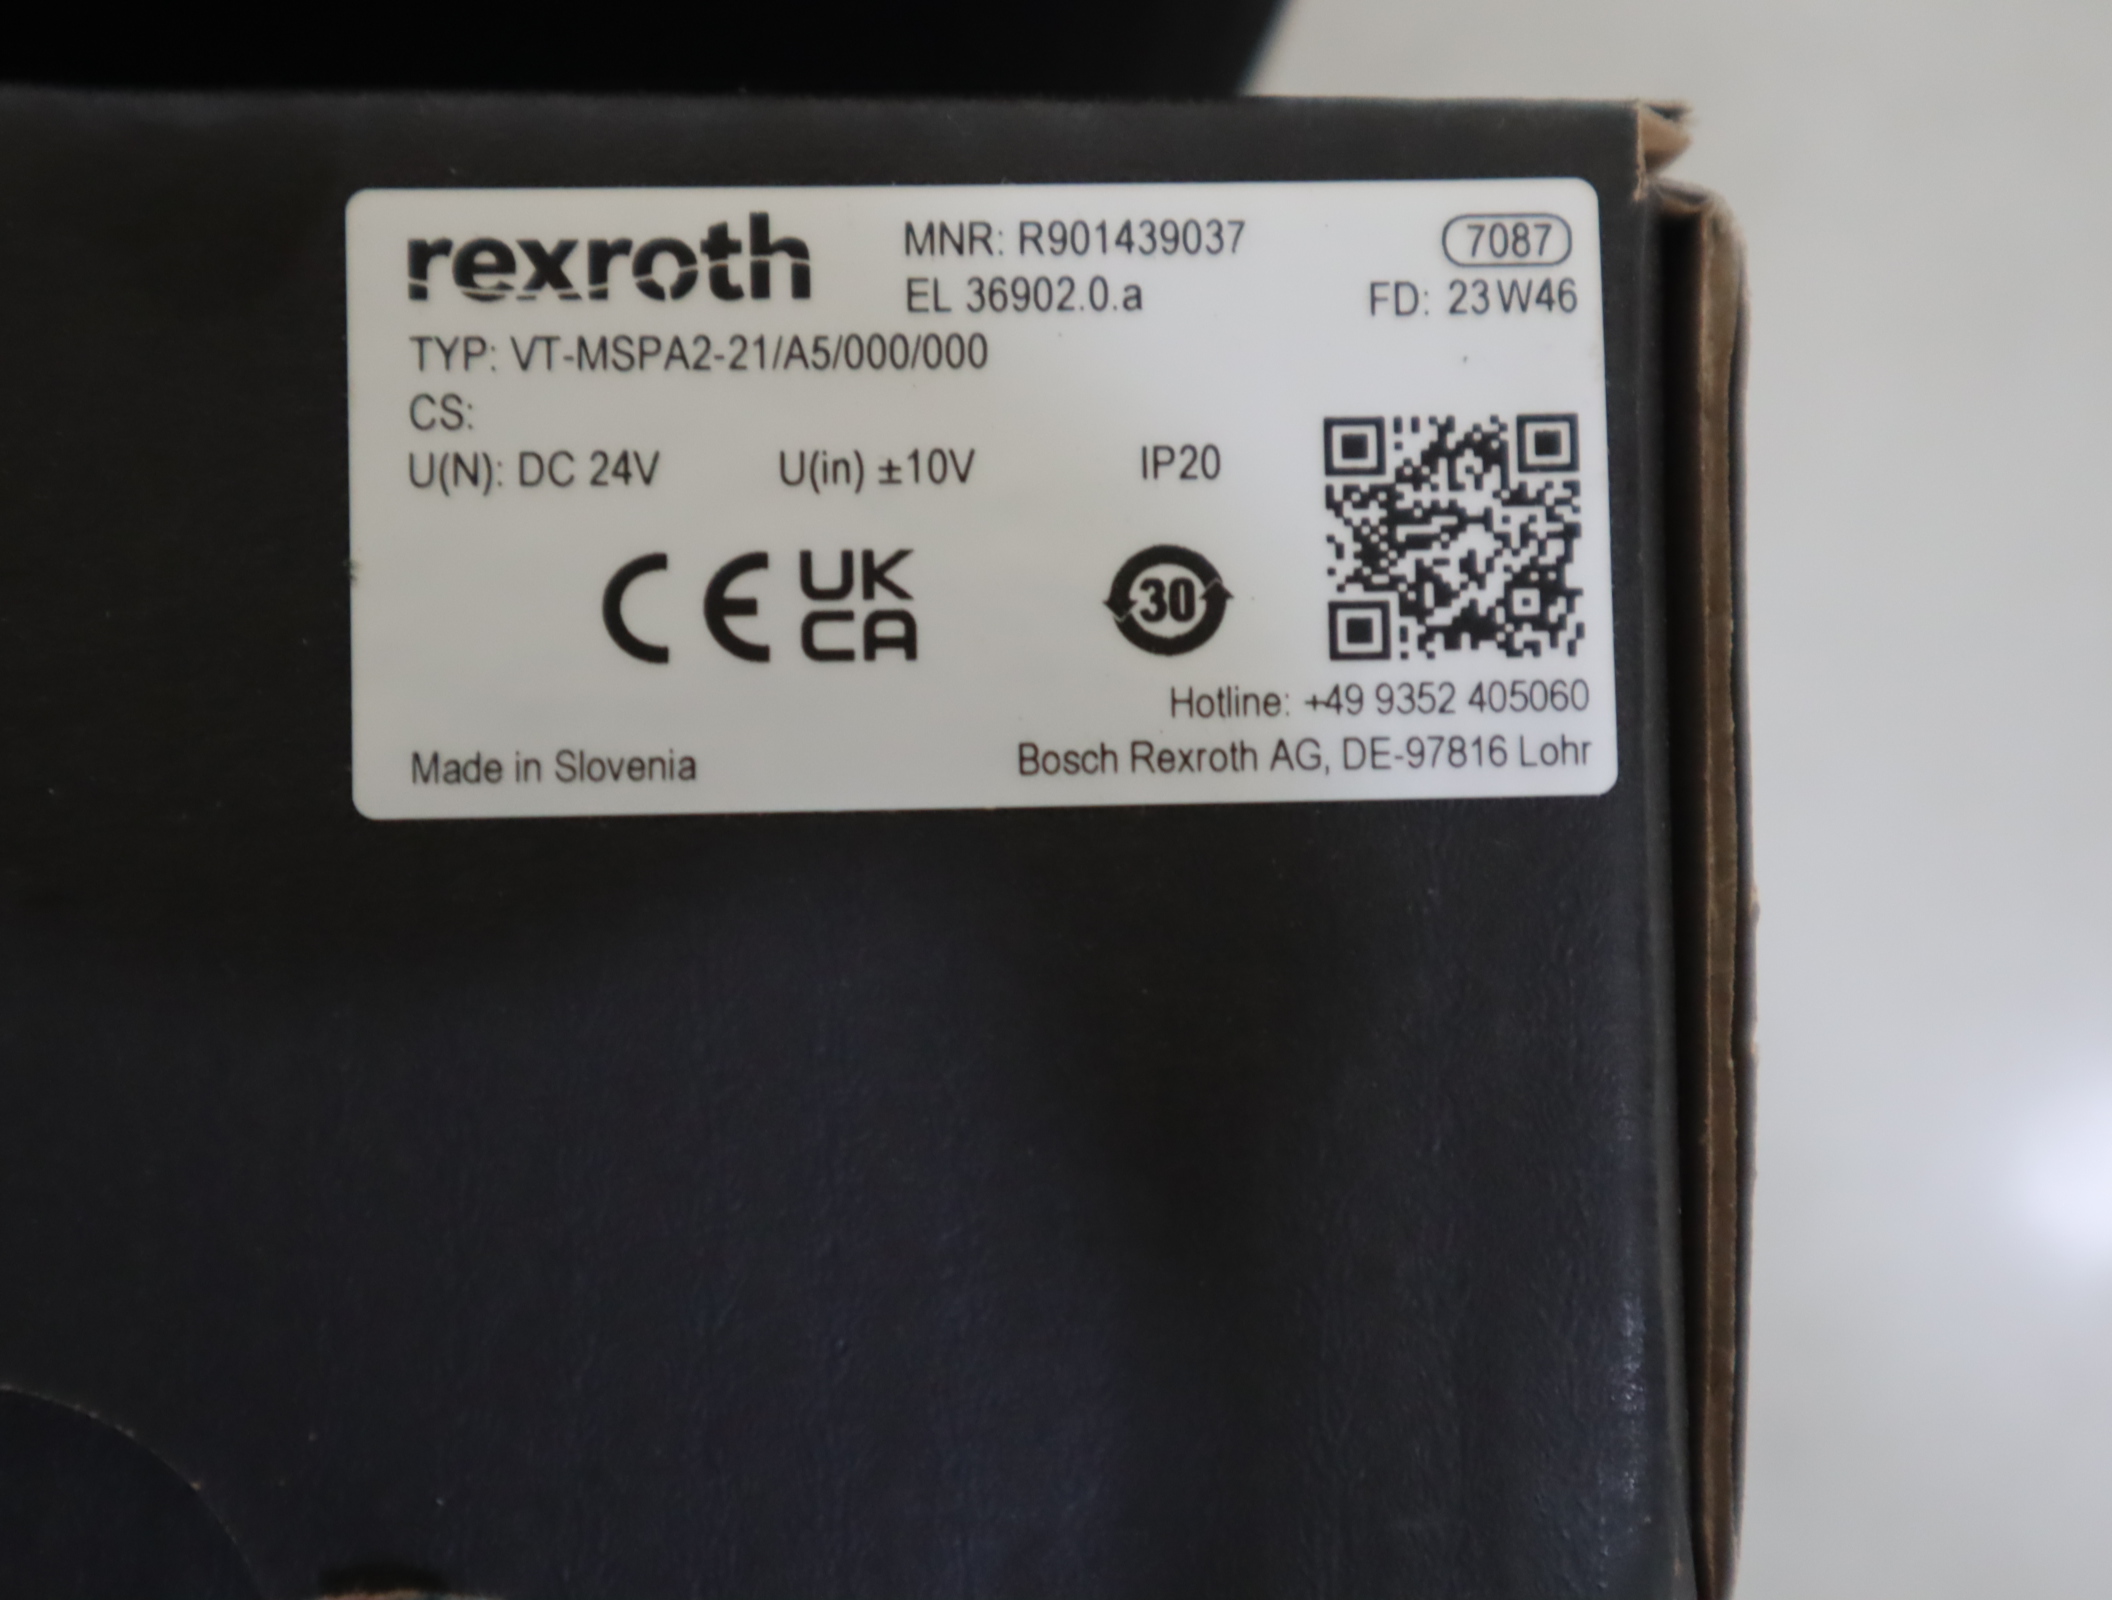 rexroth
MNR: R901439037
7087
EL 36902.0.a
FD: 23W46
TYP: VT-MSPA2-21/A5/000/000
CS:
U(N): DC 24V
U(in) ±10V
IP20
CE
UK
CA
30
Hotline: +49 9352 405060
Made in Slovenia
Bosch Rexroth AG, DE-97816 Lohr